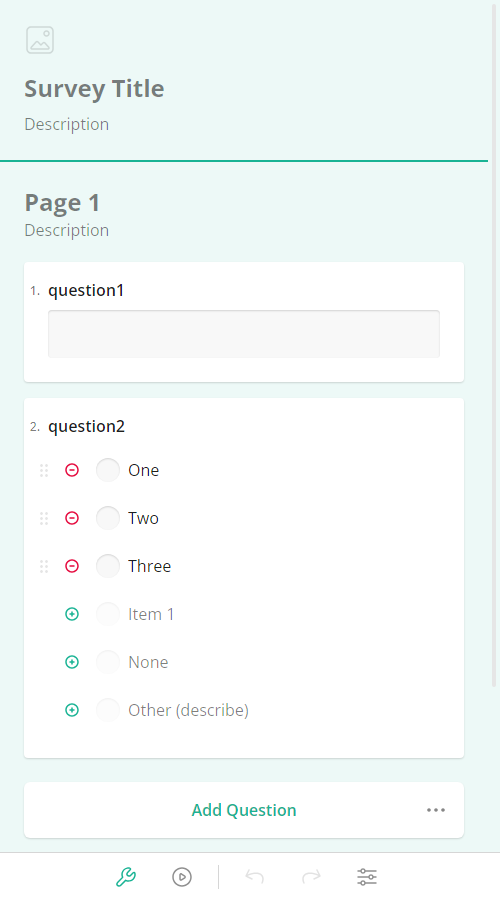 Survey Title
Description
Page 1
Description
1. question1
2. question2
One
Two
Three
Item 1
None
Other (describe)
Add Question